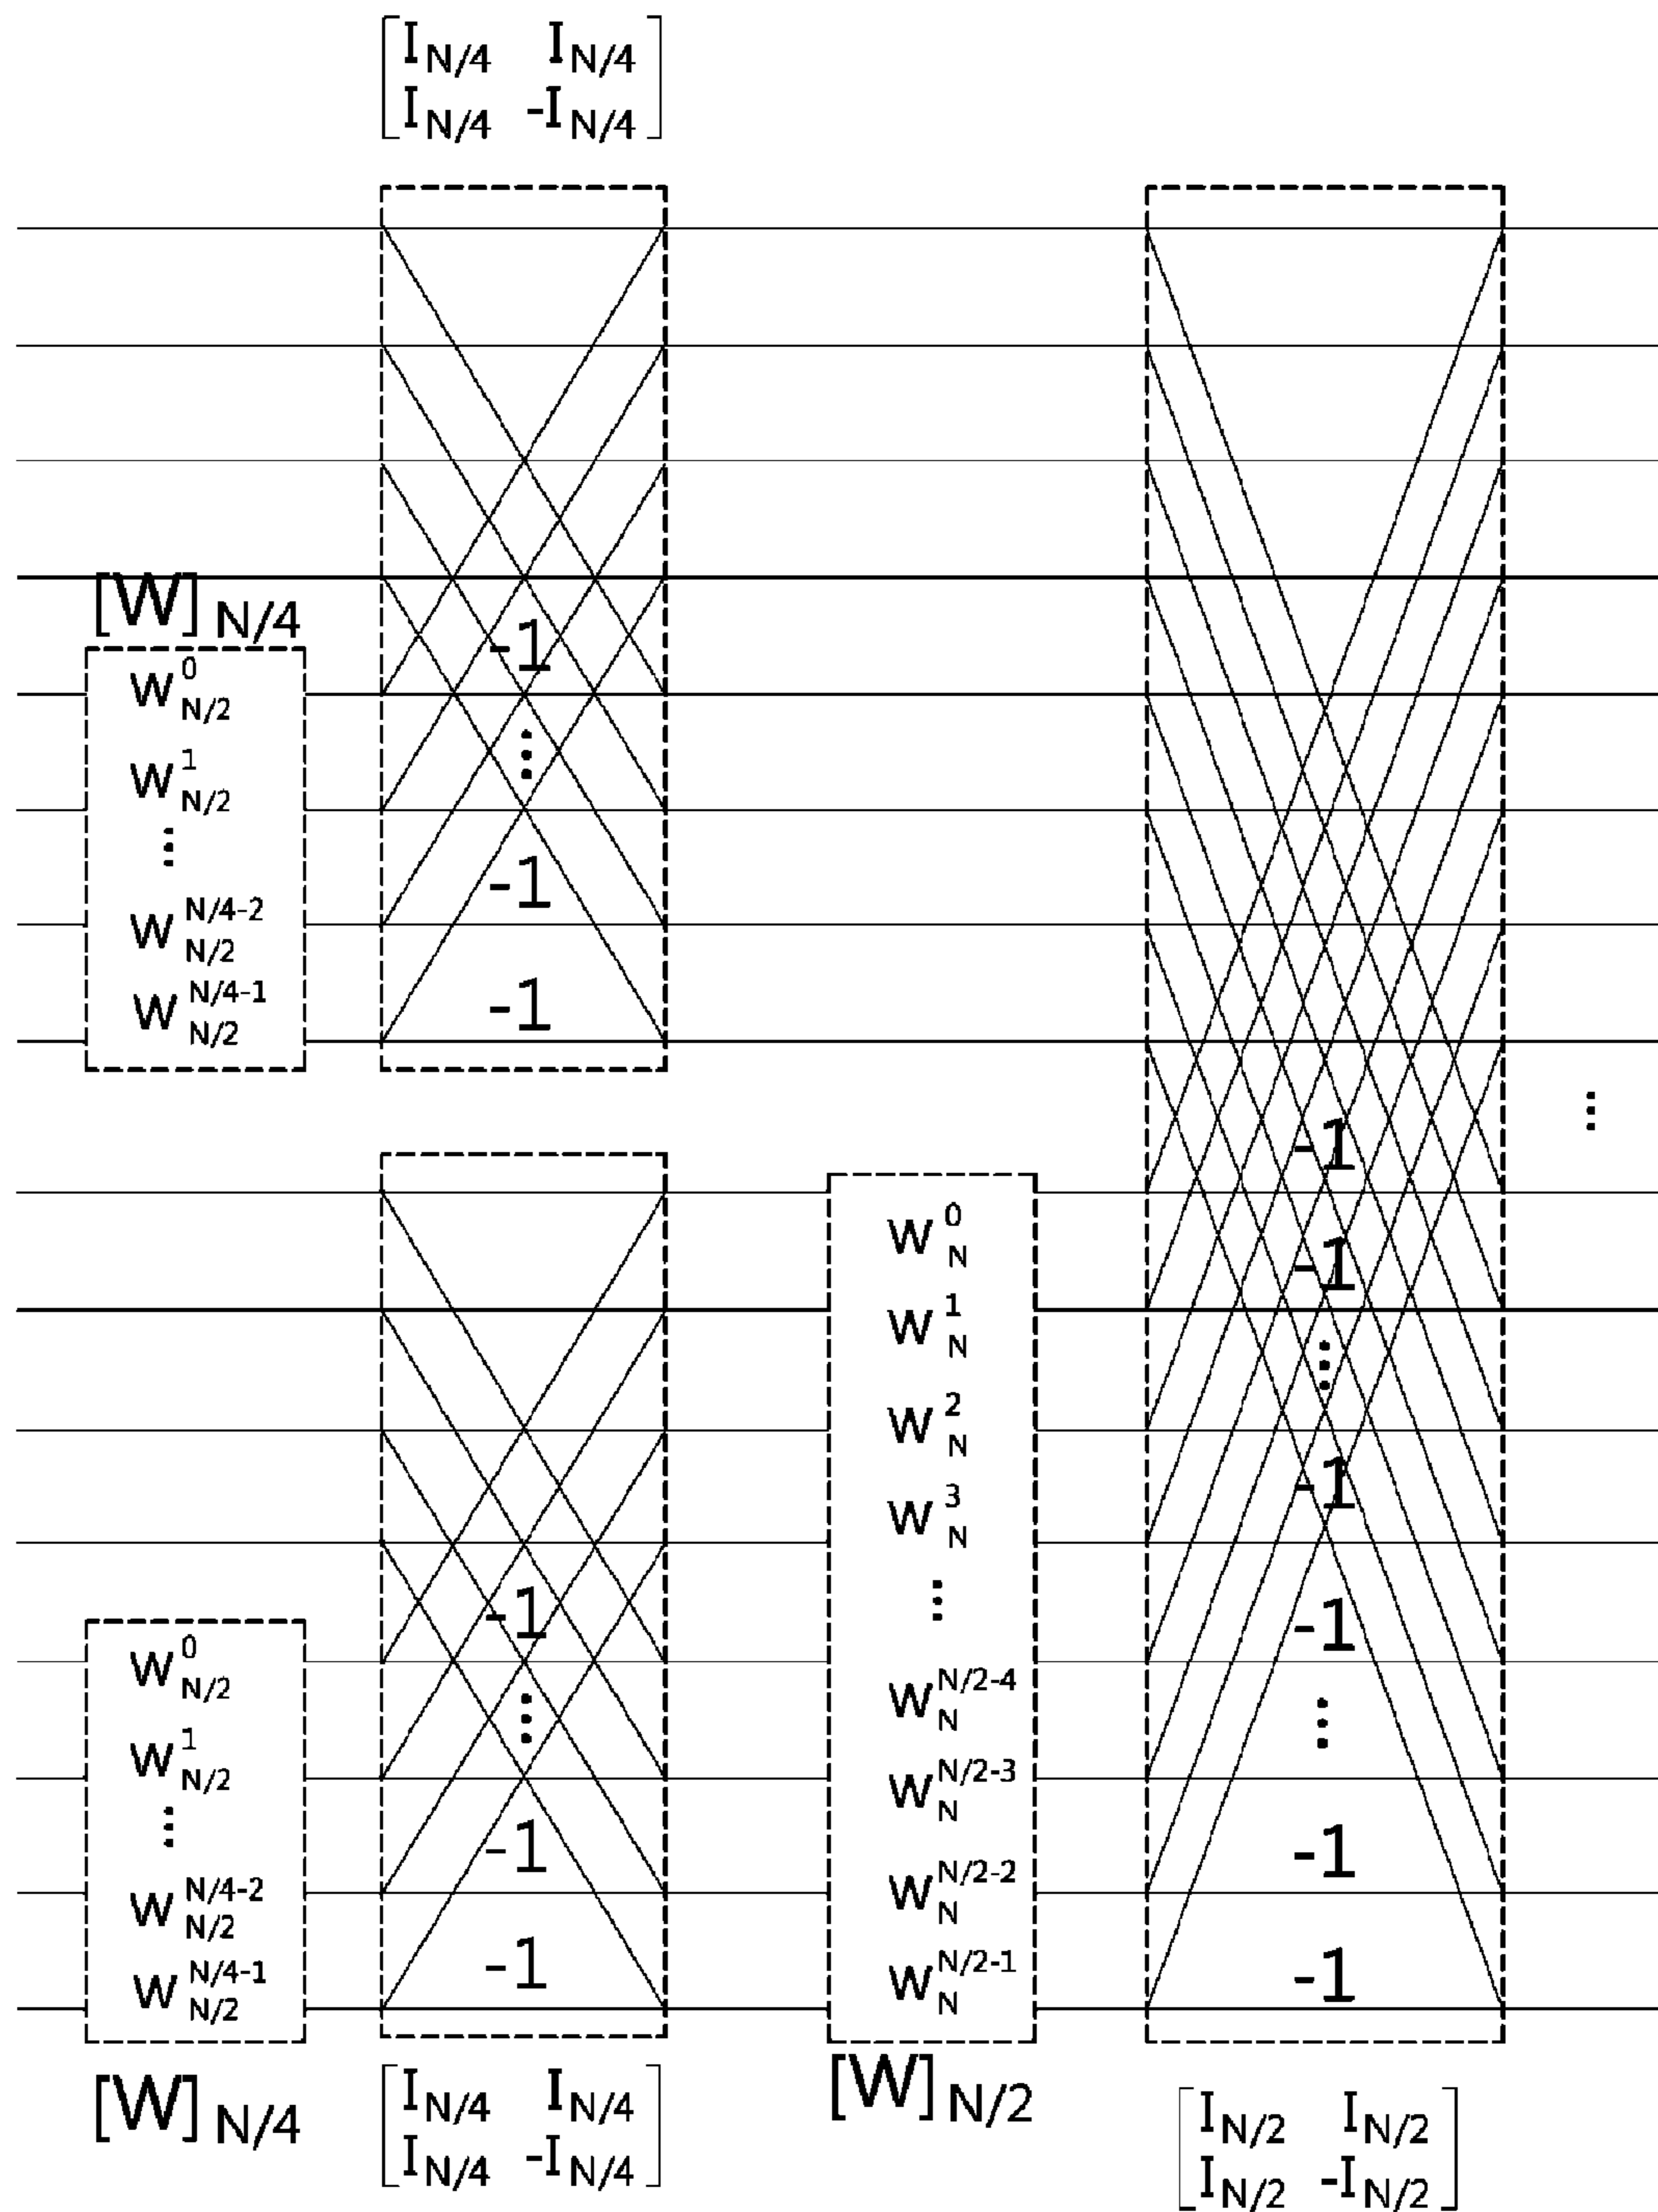 [I_{N/4} I_{N/4}]
[I_{N/4} -I_{N/4}]
[W]_{N/4}
W^{0}_{N/2}
W^{1}_{N/2}
⋮
W^{N/4-2}_{N/2}
W^{N/4-1}_{N/2}
-1
⋮
-1
-1
W^{0}_{N/2}
W^{1}_{N/2}
⋮
W^{N/4-2}_{N/2}
W^{N/4-1}_{N/2}
[W]_{N/4}
-1
⋮
-1
-1
[I_{N/4} I_{N/4}]
[I_{N/4} -I_{N/4}]
W^{0}_{N}
W^{1}_{N}
W^{2}_{N}
W^{3}_{N}
⋮
W^{N/2-4}_{N}
W^{N/2-3}_{N}
W^{N/2-2}_{N}
W^{N/2-1}_{N}
[W]_{N/2}
-1
-1
⋮
-1
-1
⋮
-1
-1
[I_{N/2} I_{N/2}]
[I_{N/2} -I_{N/2}]
⋮